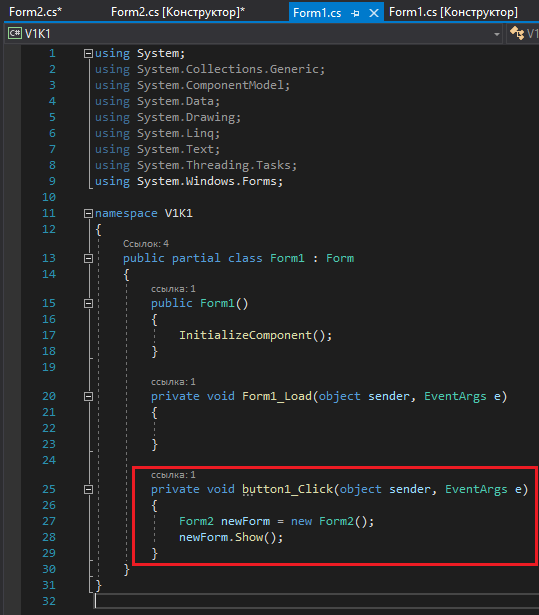 Form2.cs*
Form2.cs [Конструктор]*
Form1.cs
Form1.cs [Конструктор]
C# V1K1
V1
1 using System;
2 using System.Collections.Generic;
3 using System.ComponentModel;
4 using System.Data;
5 using System.Drawing;
6 using System.Linq;
7 using System.Text;
8 using System.Threading.Tasks;
9 using System.Windows.Forms;
10
11 namespace V1K1
12 {
Ссылок: 4
13 public partial class Form1 : Form
14 {
ссылка: 1
15 public Form1()
16 {
17 InitializeComponent();
18 }
19
ссылка: 1
20 private void Form1_Load(object sender, EventArgs e)
21 {
22
23 }
24
ссылка: 1
25 private void button1_Click(object sender, EventArgs e)
26 {
27 Form2 newForm = new Form2();
28 newForm.Show();
29 }
30 }
31 }
32